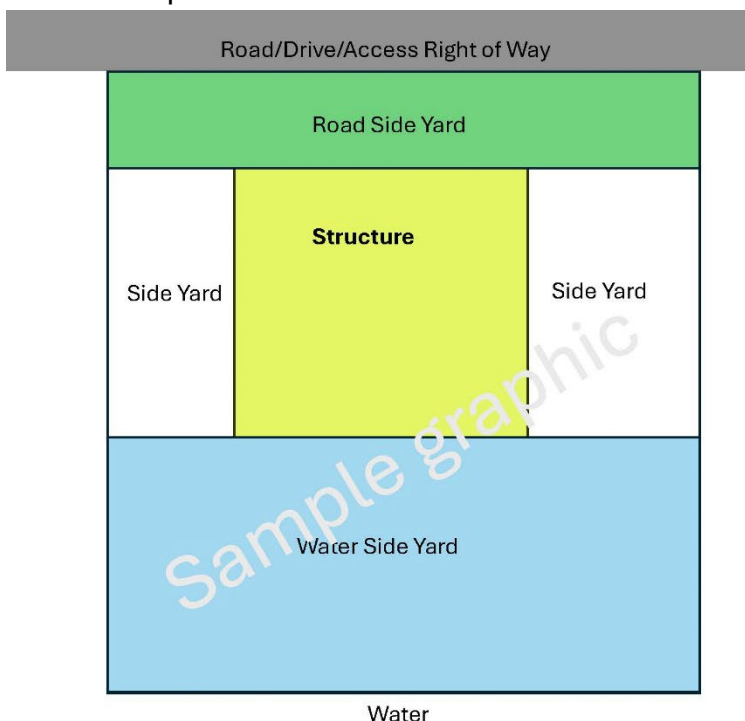 Road/Drive/Access Right of Way
Road Side Yard
Structure
Side Yard
Side Yard
Sample graphic
Water Side Yard
Water